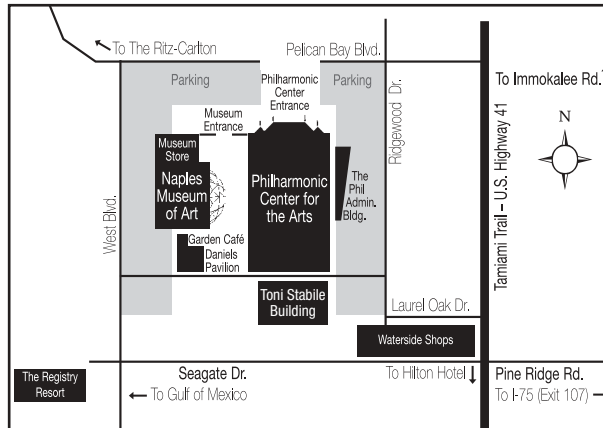 To The Ritz-Carlton
Pelican Bay Blvd.
Parking
Philharmonic
Center
Entrance
Parking
To Immokalee Rd.
Museum
Entrance
Ridgewood Dr.
N
Museum
Store
Naples
Museum
of Art
Philharmonic
Center for
the Arts
The
Phil
Admin.
Bldg.
Tamiami Trail – U.S. Highway 41
West Blvd.
Garden Café
Daniels
Pavilion
Toni Stabile
Building
Laurel Oak Dr.
Waterside Shops
The Registry
Resort
Seagate Dr.
To Gulf of Mexico
To Hilton Hotel
Pine Ridge Rd.
To I-75 (Exit 107)